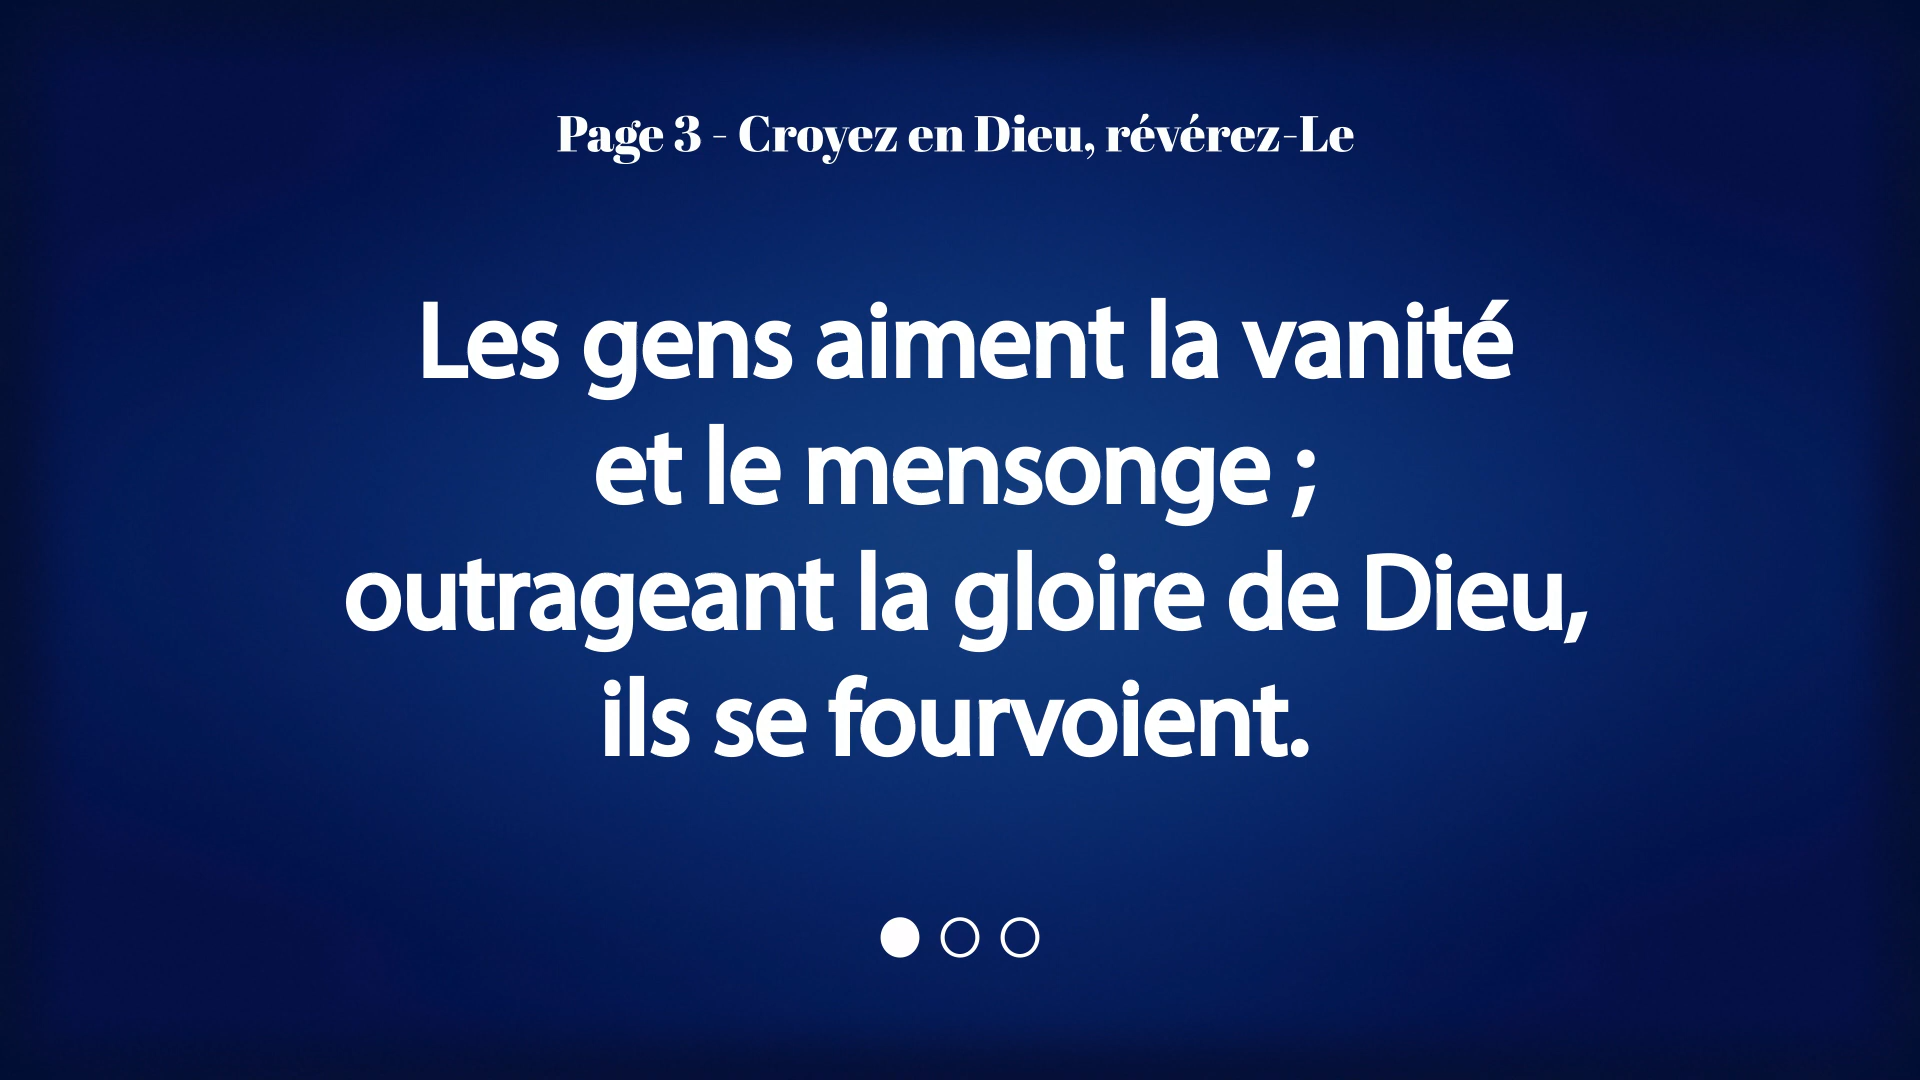 Page 3 - Croyez en Dieu, révérez-Le
Les gens aiment la vanité
et le mensonge ;
outrageant la gloire de Dieu,
ils se fourvoient.